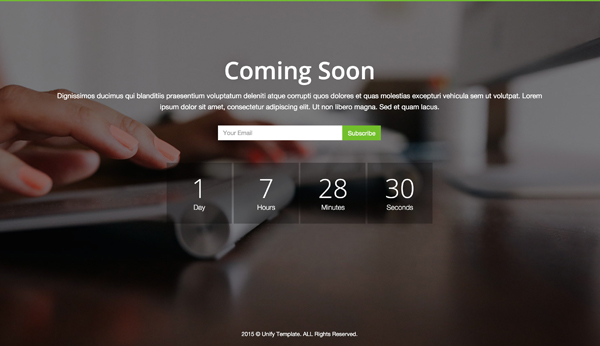 Coming Soon
Dignissimos ducimus qui blanditiis praesentium voluptatum deleniti atque corrupti quos dolores et quas molestias excepturi vehicula sem ut volutpat. Lorem
ipsum dolor sit amet, consectetur adipiscing elit. Ut non libero magna. Sed et quam lacus.
Your Email Subscribe
1 7 28 30
Day Hours Minutes Seconds
2015 © Unify Template. ALL Rights Reserved.